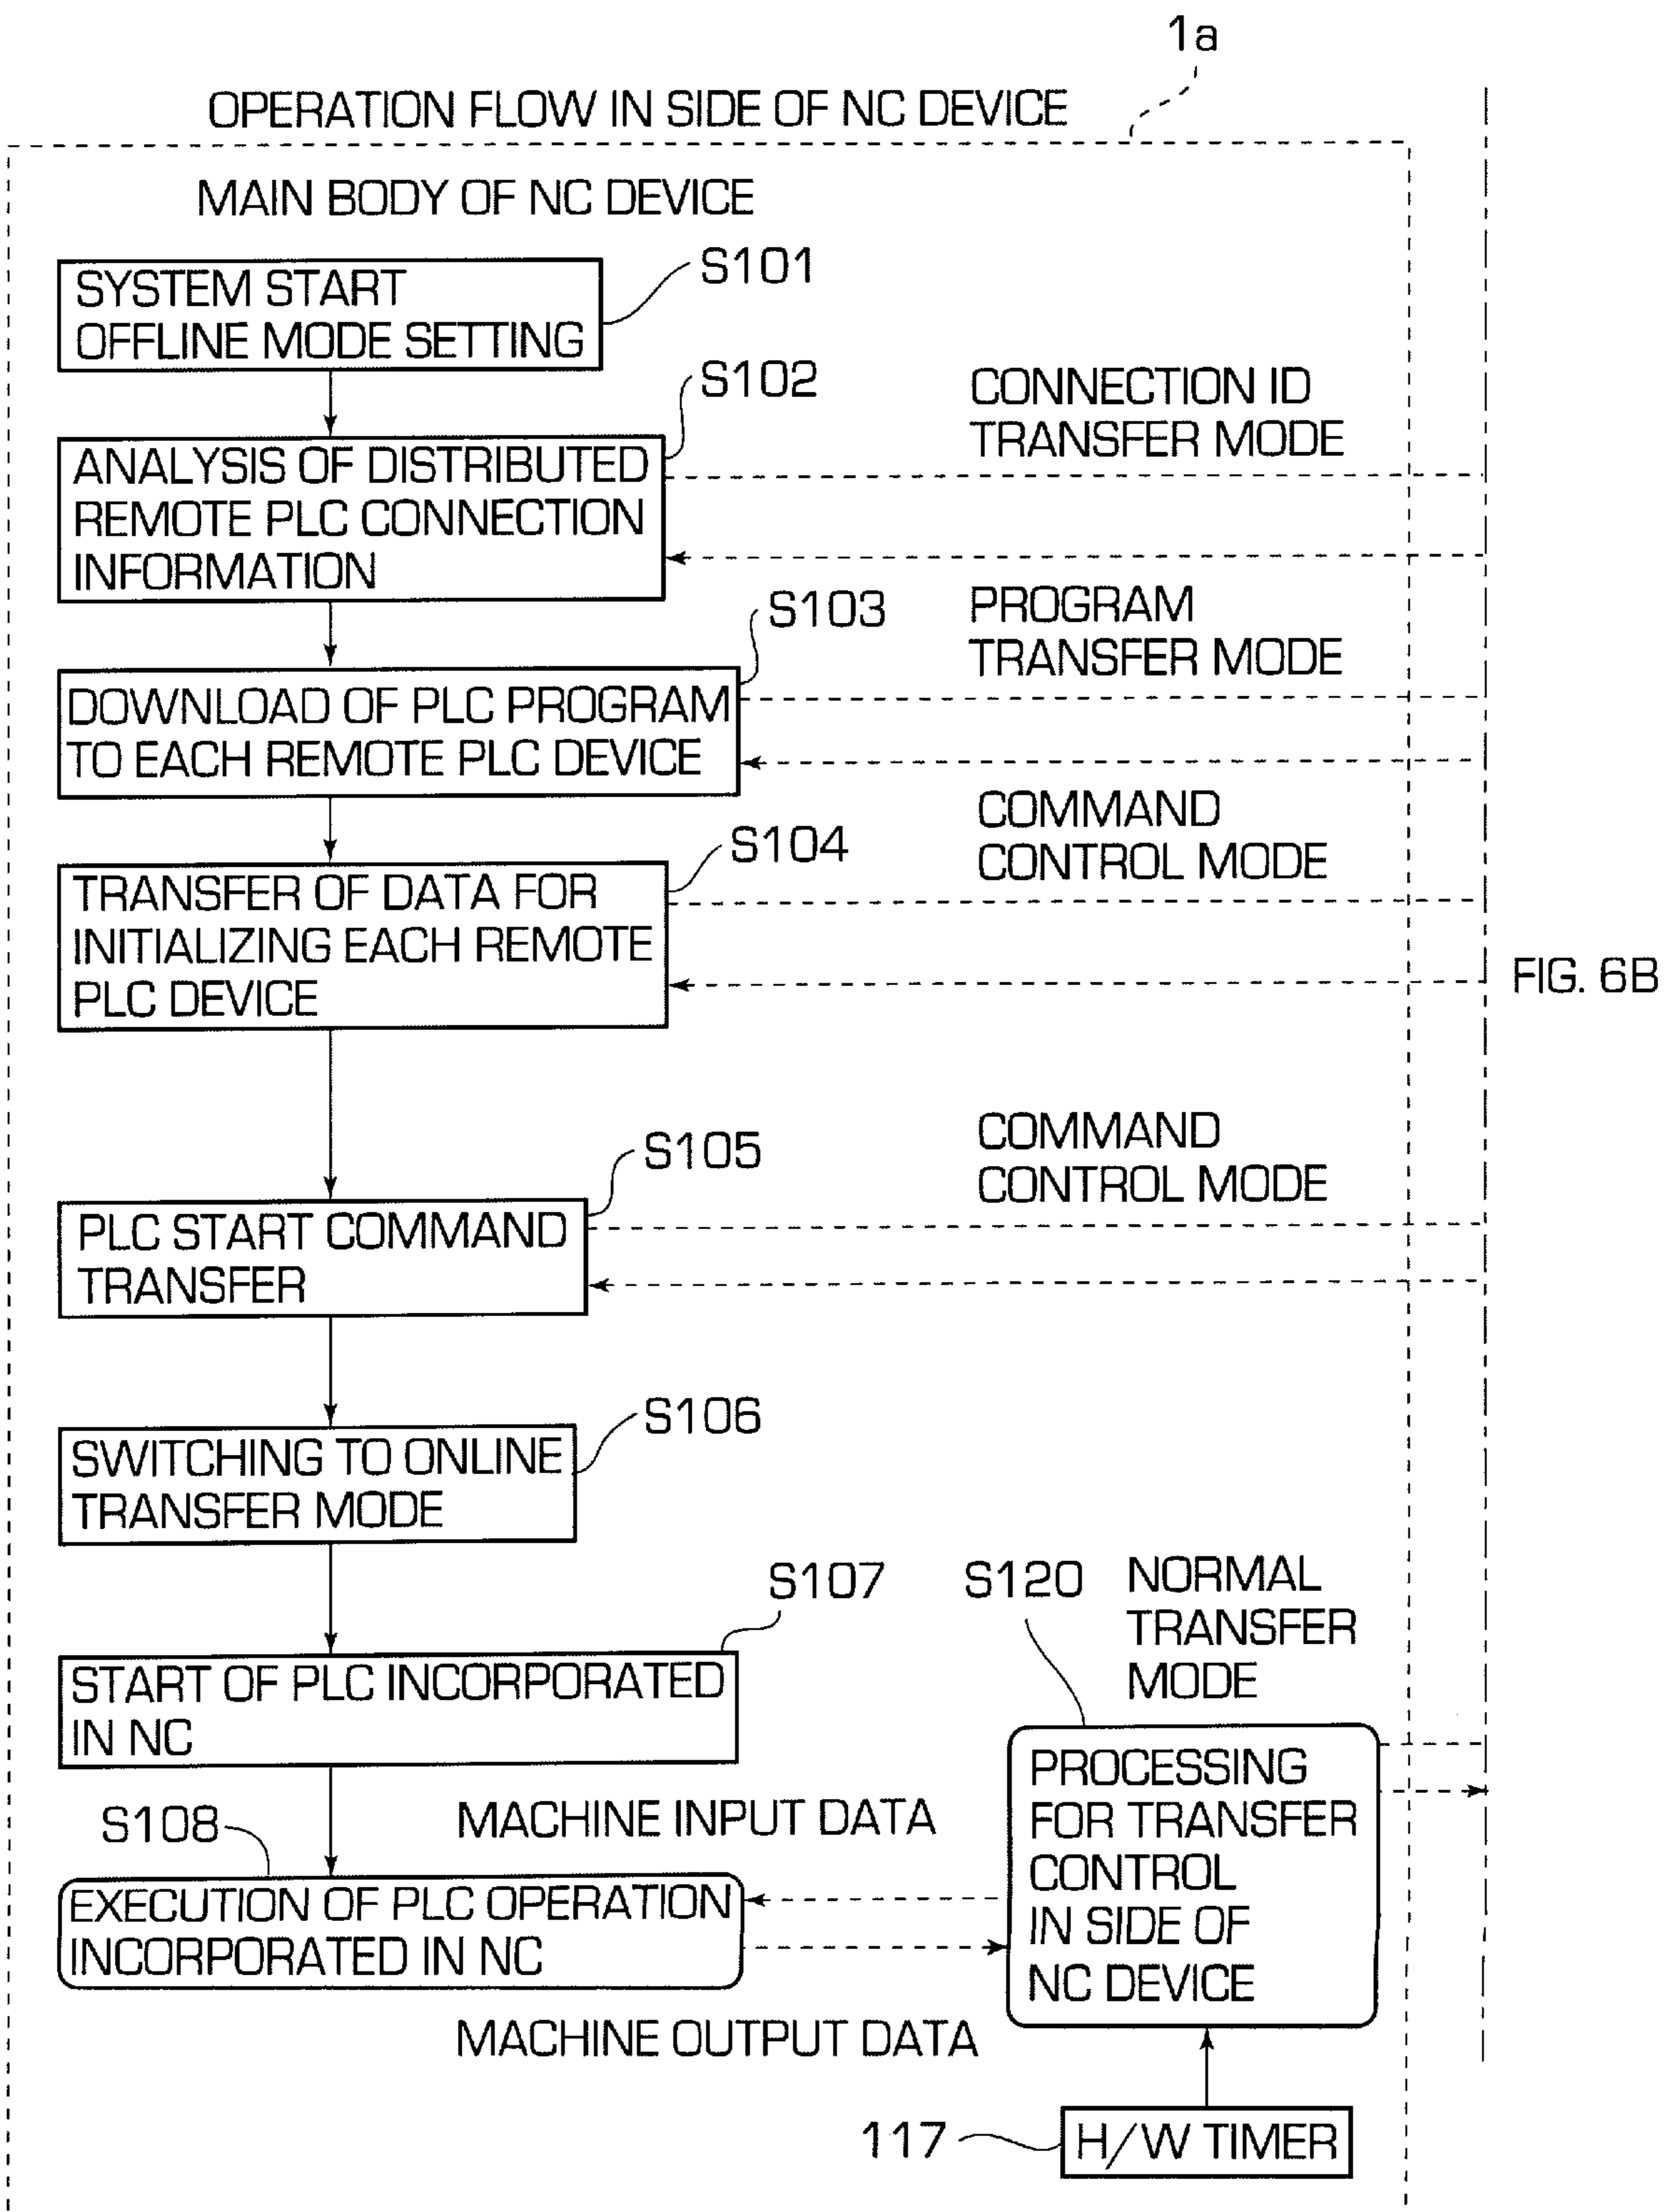 1a
OPERATION FLOW IN SIDE OF NC DEVICE
MAIN BODY OF NC DEVICE
S101
SYSTEM START
OFFLINE MODE SETTING
S102
CONNECTION ID
TRANSFER MODE
ANALYSIS OF DISTRIBUTED
REMOTE PLC CONNECTION
INFORMATION
S103
PROGRAM
TRANSFER MODE
DOWNLOAD OF PLC PROGRAM
TO EACH REMOTE PLC DEVICE
S104
COMMAND
CONTROL MODE
TRANSFER OF DATA FOR
INITIALIZING EACH REMOTE
PLC DEVICE
FIG. 6B
S105
COMMAND
CONTROL MODE
PLC START COMMAND
TRANSFER
S106
SWITCHING TO ONLINE
TRANSFER MODE
S107
S120
NORMAL
TRANSFER
MODE
START OF PLC INCORPORATED
IN NC
S108
MACHINE INPUT DATA
PROCESSING
FOR TRANSFER
CONTROL
IN SIDE OF
NC DEVICE
EXECUTION OF PLC OPERATION
INCORPORATED IN NC
MACHINE OUTPUT DATA
117
H/W TIMER